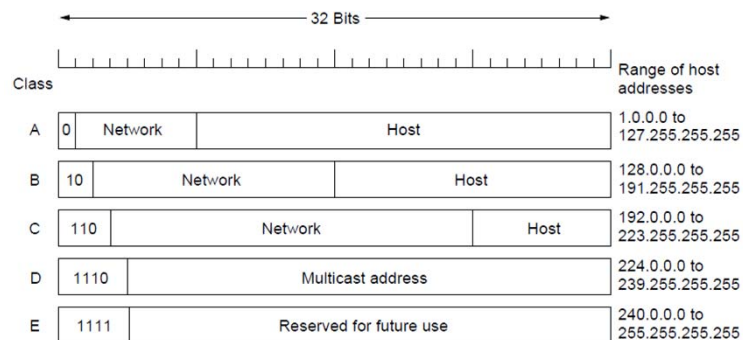 32 Bits
Class
Range of host
addresses
A 0 Network Host 1.0.0.0 to
127.255.255.255
B 10 Network Host 128.0.0.0 to
191.255.255.255
C 110 Network Host 192.0.0.0 to
223.255.255.255
D 1110 Multicast address 224.0.0.0 to
239.255.255.255
E 1111 Reserved for future use 240.0.0.0 to
255.255.255.255